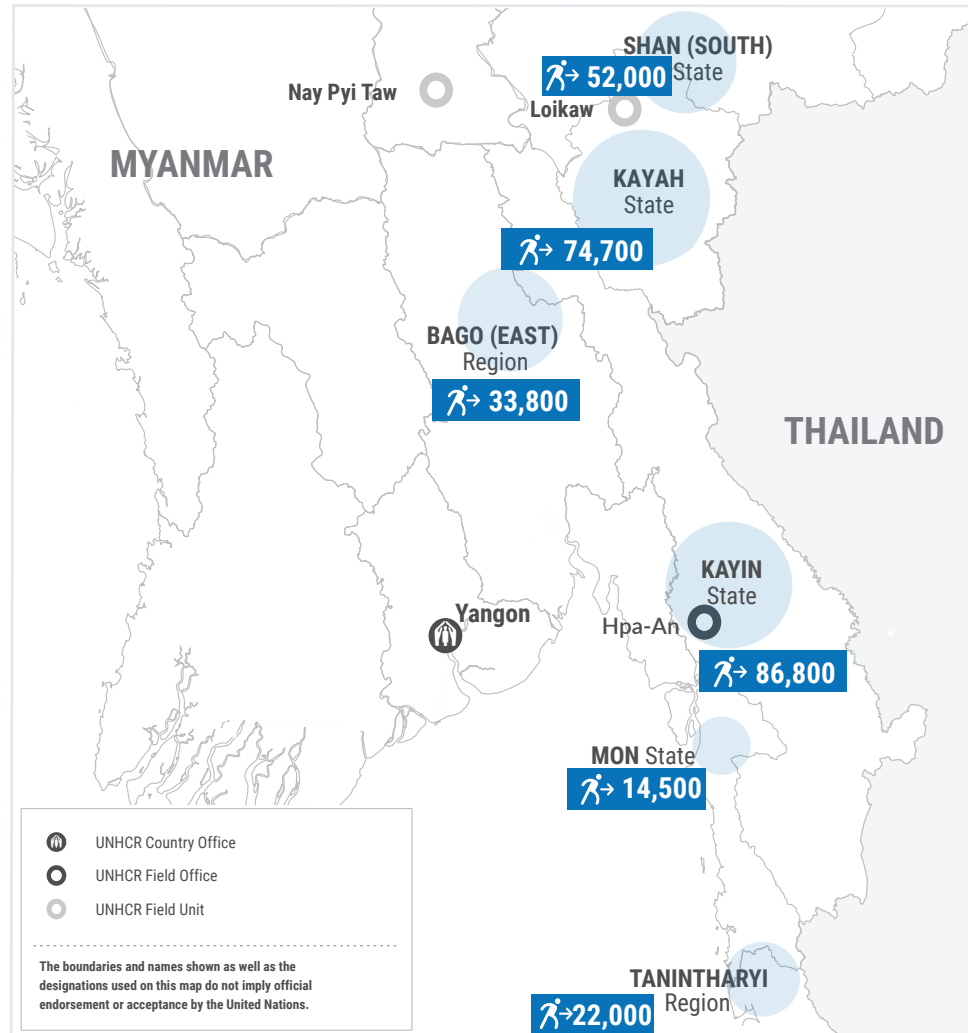 SHAN (SOUTH)
State
52,000
Nay Pyi Taw
Loikaw
MYANMAR
KAYAH
State
74,700
BAGO (EAST)
Region
33,800
THAILAND
KAYIN
State
Yangon
Hpa-An
86,800
MON State
14,500
UNHCR Country Office
UNHCR Field Office
UNHCR Field Unit
The boundaries and names shown as well as the
designations used on this map do not imply official
endorsement or acceptance by the United Nations.
TANINTHARYI
Region
22,000